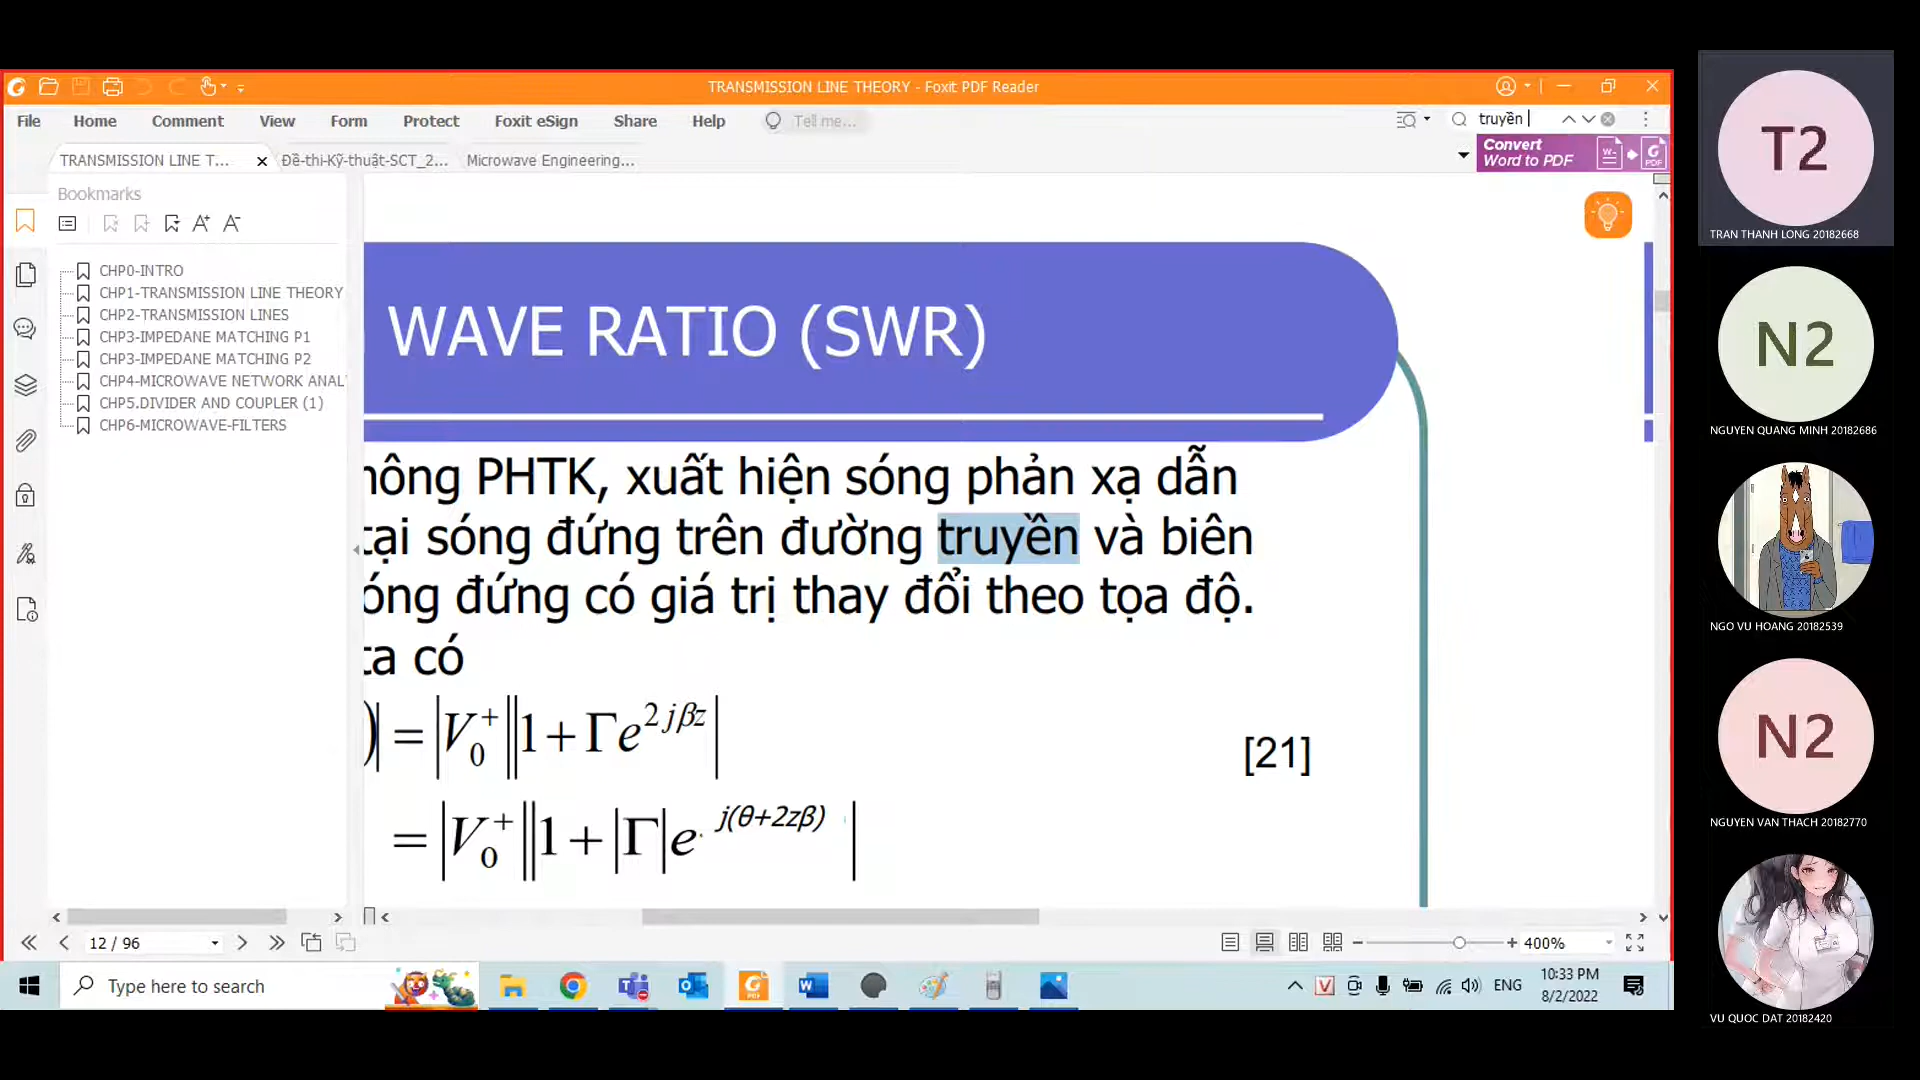 TRANSMISSION LINE THEORY - Foxit PDF Reader
File Home Comment View Form Protect Foxit eSign Share Help Tell me... truyền
TRANSMISSION LINE T... Đề-thi-Kỹ-thuật-SCT_2... Microwave Engineering...
Convert
Word to PDF
Bookmarks
CHP0-INTRO
CHP1-TRANSMISSION LINE THEORY
CHP2-TRANSMISSION LINES
CHP3-IMPEDANE MATCHING P1
CHP3-IMPEDANE MATCHING P2
CHP4-MICROWAVE NETWORK ANAL
CHP5.DIVIDER AND COUPLER (1)
CHP6-MICROWAVE-FILTERS
WAVE RATIO (SWR)
hông PHTK, xuất hiện sóng phản xạ dẫn
tại sóng đứng trên đường truyền và biên
óng đứng có giá trị thay đổi theo tọa độ.
ta có
)| = |V₀⁺||1 + Γe^{2jβz}|
[21]
= |V₀⁺||1 + |Γ|e^{j(θ+2zβ)}|
12 / 96
400%
Type here to search
ENG
10:33 PM
8/2/2022
T2
TRAN THANH LONG 20182668
N2
NGUYEN QUANG MINH 20182686
NGO VU HOANG 20182539
N2
NGUYEN VAN THACH 20182770
VU QUOC DAT 20182420